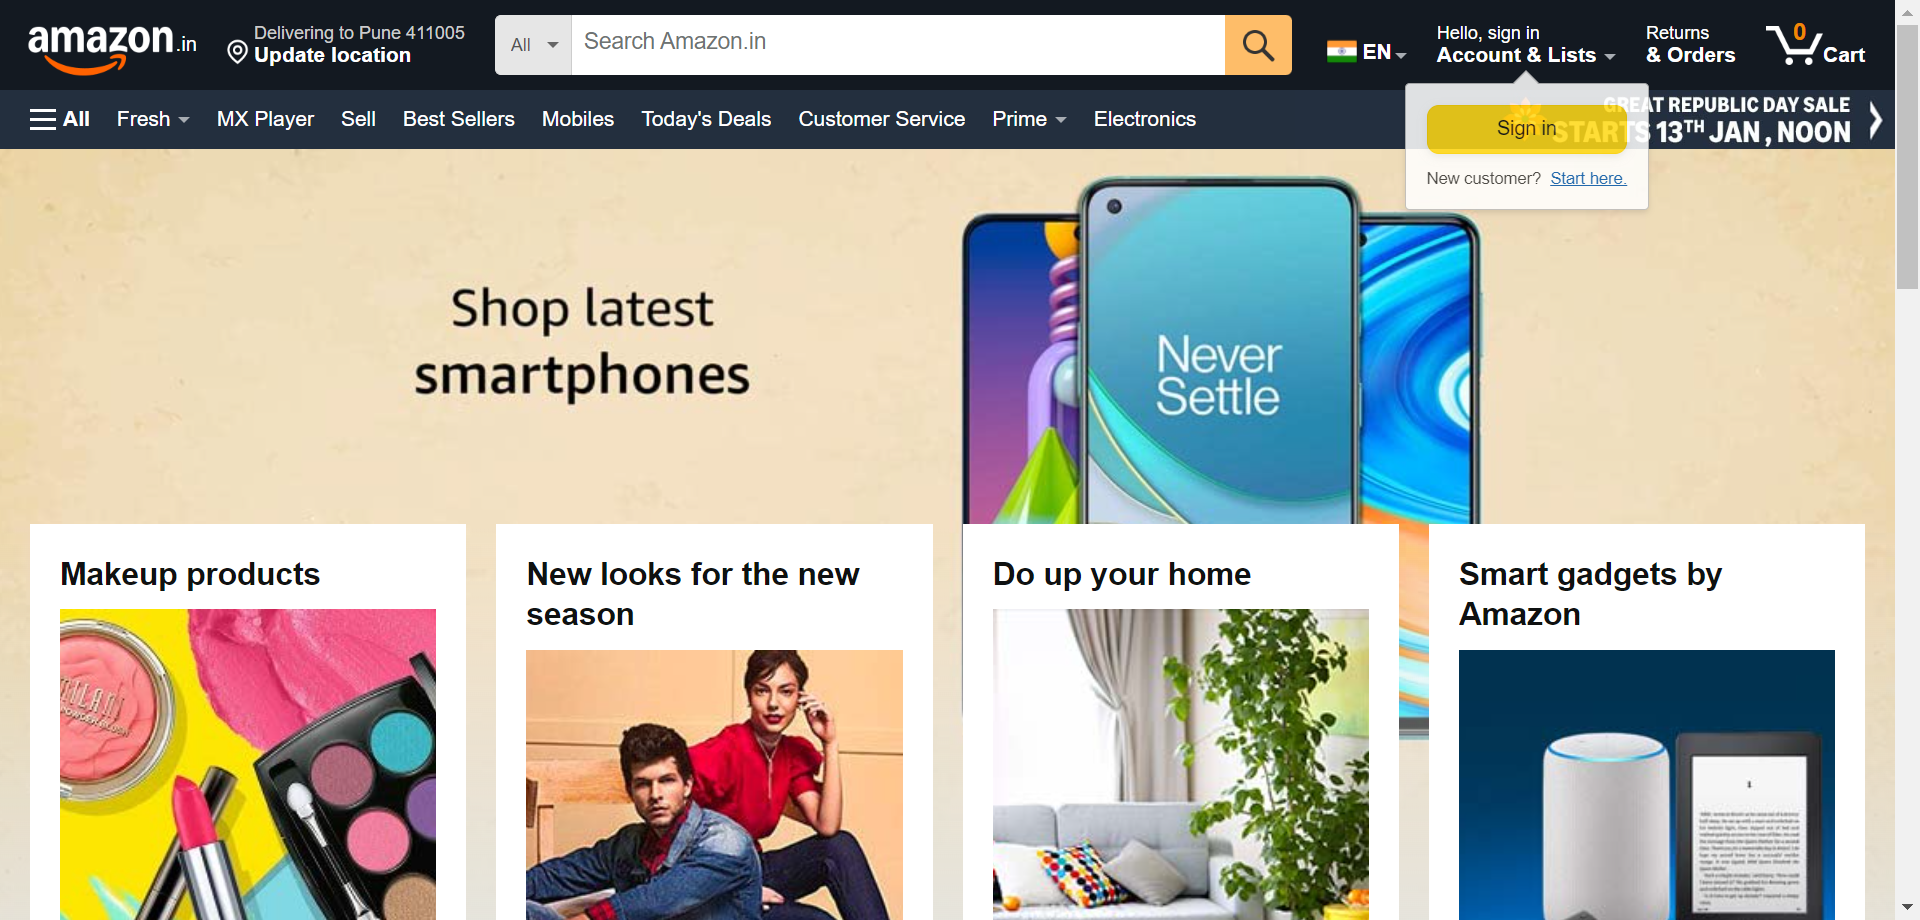 amazon.in
Delivering to Pune 411005
Update location
All
Search Amazon.in
EN
Hello, sign in
Account & Lists
Returns
& Orders
0
Cart
All
Fresh
MX Player
Sell
Best Sellers
Mobiles
Today's Deals
Customer Service
Prime
Electronics
GREAT REPUBLIC DAY SALE
STARTS 13TH JAN, NOON
Sign in
New customer? Start here.
Shop latest
smartphones
Never
Settle
Makeup products
New looks for the new
season
Do up your home
Smart gadgets by
Amazon
MILANI